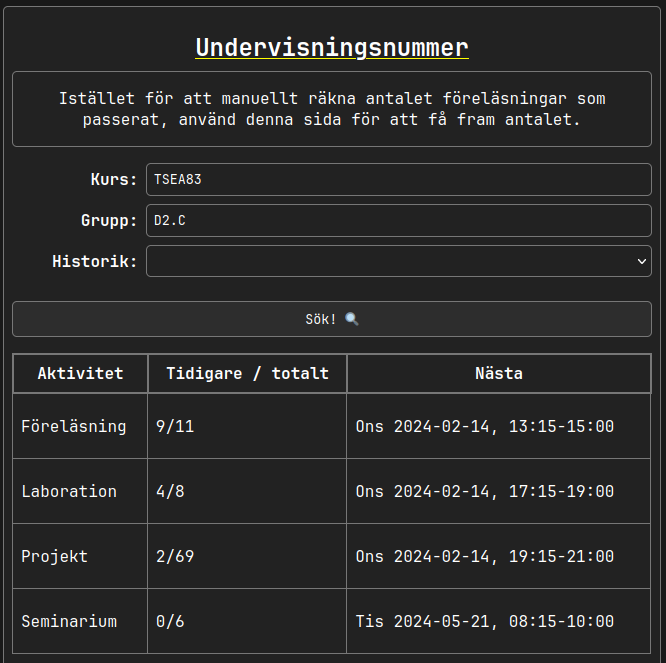 Undervisningsnummer
Istället för att manuellt räkna antalet föreläsningar som
passerat, använd denna sida för att få fram antalet.
Kurs: TSEA83
Grupp: D2.C
Historik:
Sök! 🔍
Aktivitet Tidigare / totalt Nästa
Föreläsning 9/11 Ons 2024-02-14, 13:15-15:00
Laboration 4/8 Ons 2024-02-14, 17:15-19:00
Projekt 2/69 Ons 2024-02-14, 19:15-21:00
Seminarium 0/6 Tis 2024-05-21, 08:15-10:00